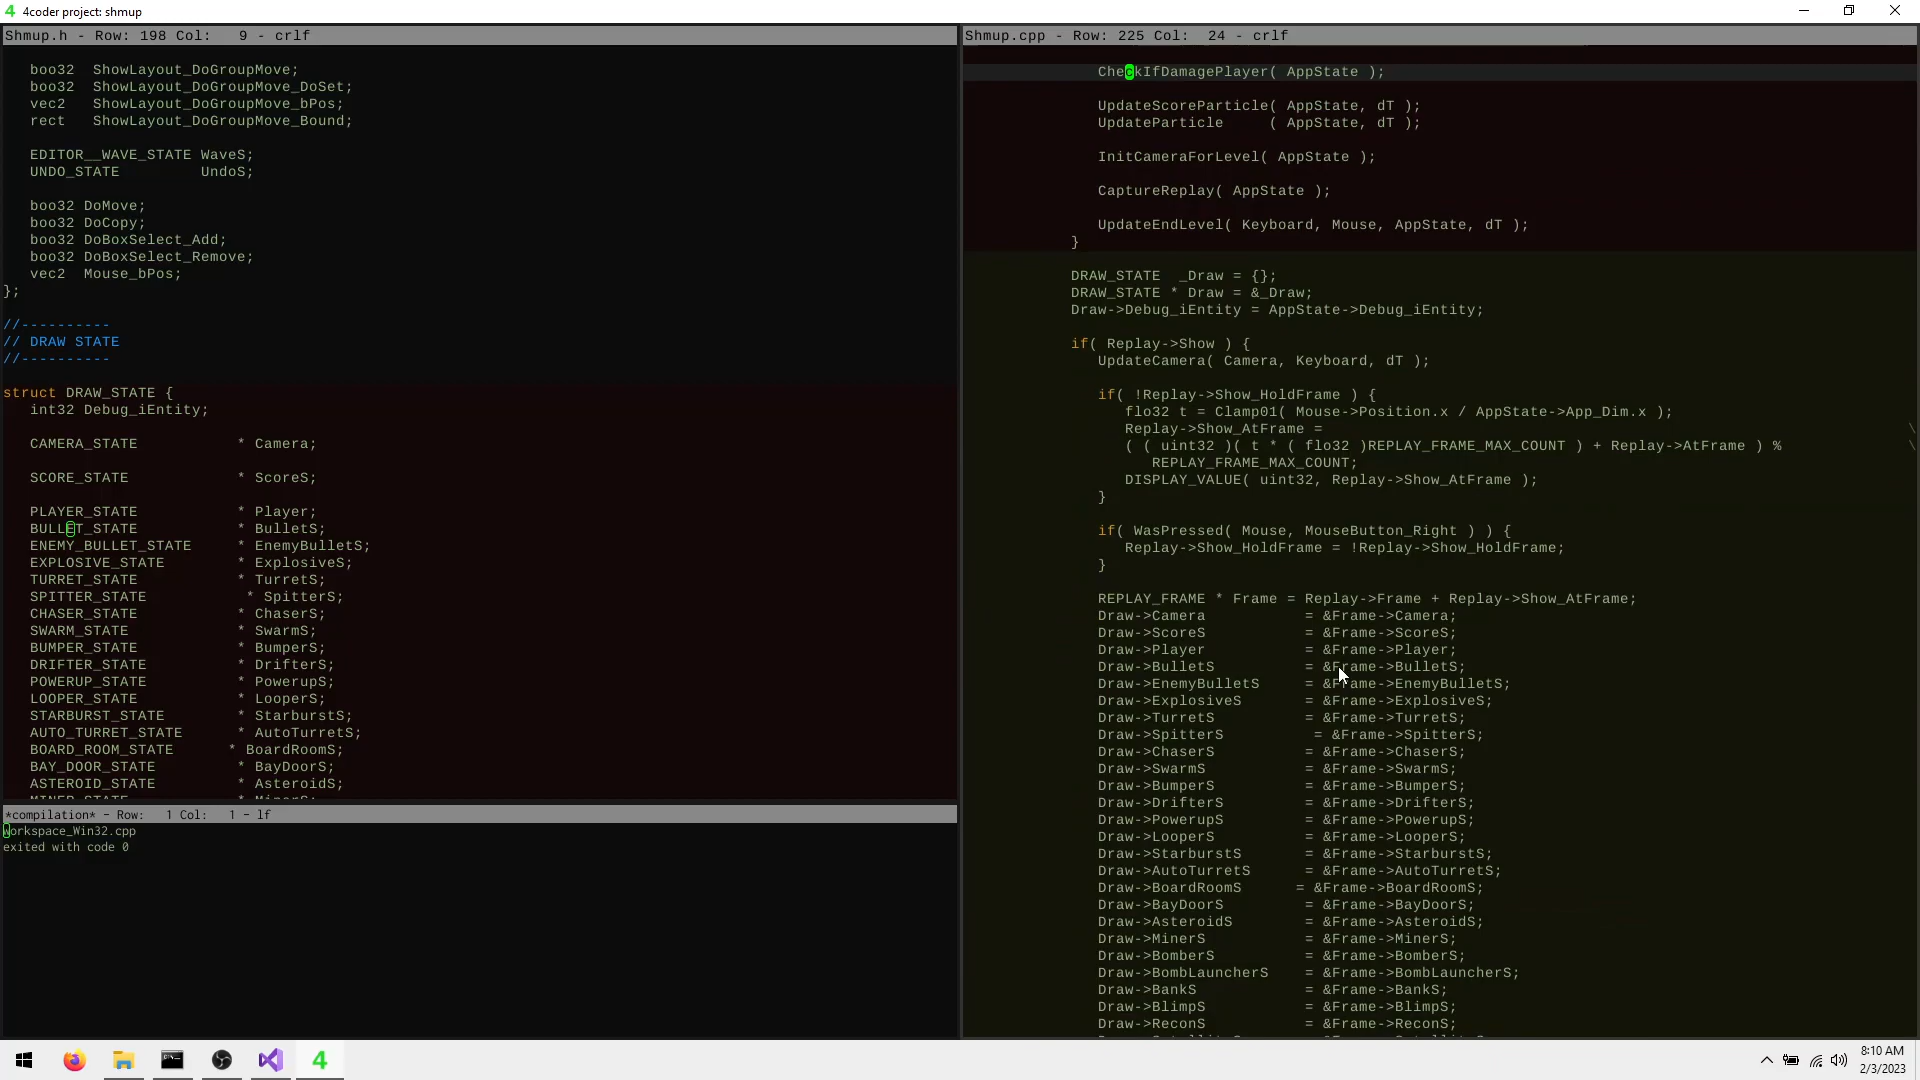 4 4coder project: shmup
Shmup.h - Row: 198 Col:   9 - crlf
boo32  ShowLayout_DoGroupMove;
boo32  ShowLayout_DoGroupMove_DoSet;
vec2   ShowLayout_DoGroupMove_bPos;
rect   ShowLayout_DoGroupMove_Bound;
EDITOR__WAVE_STATE WaveS;
UNDO_STATE         UndoS;
boo32 DoMove;
boo32 DoCopy;
boo32 DoBoxSelect_Add;
boo32 DoBoxSelect_Remove;
vec2  Mouse_bPos;
};
//----------
// DRAW STATE
//----------
struct DRAW_STATE {
int32 Debug_iEntity;
CAMERA_STATE           * Camera;
SCORE_STATE            * ScoreS;
PLAYER_STATE           * Player;
BULLET_STATE           * BulletS;
ENEMY_BULLET_STATE     * EnemyBulletS;
EXPLOSIVE_STATE        * ExplosiveS;
TURRET_STATE           * TurretS;
SPITTER_STATE           * SpitterS;
CHASER_STATE           * ChaserS;
SWARM_STATE            * SwarmS;
BUMPER_STATE           * BumperS;
DRIFTER_STATE          * DrifterS;
POWERUP_STATE          * PowerupS;
LOOPER_STATE           * LooperS;
STARBURST_STATE        * StarburstS;
AUTO_TURRET_STATE      * AutoTurretS;
BOARD_ROOM_STATE      * BoardRoomS;
BAY_DOOR_STATE         * BayDoorS;
ASTEROID_STATE         * AsteroidS;
*compilation* - Row:   1 Col:   1 - lf
workspace_Win32.cpp
exited with code 0
Shmup.cpp - Row: 225 Col:  24 - crlf
CheckIfDamagePlayer( AppState );
UpdateScoreParticle( AppState, dT );
UpdateParticle     ( AppState, dT );
InitCameraForLevel( AppState );
CaptureReplay( AppState );
UpdateEndLevel( Keyboard, Mouse, AppState, dT );
}
DRAW_STATE  _Draw = {};
DRAW_STATE * Draw = &_Draw;
Draw->Debug_iEntity = AppState->Debug_iEntity;
if( Replay->Show ) {
UpdateCamera( Camera, Keyboard, dT );
if( !Replay->Show_HoldFrame ) {
flo32 t = Clamp01( Mouse->Position.x / AppState->App_Dim.x );
Replay->Show_AtFrame = \
( ( uint32 )( t * ( flo32 )REPLAY_FRAME_MAX_COUNT ) + Replay->AtFrame ) % \
REPLAY_FRAME_MAX_COUNT;
DISPLAY_VALUE( uint32, Replay->Show_AtFrame );
}
if( WasPressed( Mouse, MouseButton_Right ) ) {
Replay->Show_HoldFrame = !Replay->Show_HoldFrame;
}
REPLAY_FRAME * Frame = Replay->Frame + Replay->Show_AtFrame;
Draw->Camera           = &Frame->Camera;
Draw->ScoreS           = &Frame->ScoreS;
Draw->Player           = &Frame->Player;
Draw->BulletS          = &Frame->BulletS;
Draw->EnemyBulletS     = &Frame->EnemyBulletS;
Draw->ExplosiveS       = &Frame->ExplosiveS;
Draw->TurretS          = &Frame->TurretS;
Draw->SpitterS          = &Frame->SpitterS;
Draw->ChaserS          = &Frame->ChaserS;
Draw->SwarmS           = &Frame->SwarmS;
Draw->BumperS          = &Frame->BumperS;
Draw->DrifterS         = &Frame->DrifterS;
Draw->PowerupS         = &Frame->PowerupS;
Draw->LooperS          = &Frame->LooperS;
Draw->StarburstS       = &Frame->StarburstS;
Draw->AutoTurretS      = &Frame->AutoTurretS;
Draw->BoardRoomS      = &Frame->BoardRoomS;
Draw->BayDoorS         = &Frame->BayDoorS;
Draw->AsteroidS        = &Frame->AsteroidS;
Draw->MinerS           = &Frame->MinerS;
Draw->BomberS          = &Frame->BomberS;
Draw->BombLauncherS    = &Frame->BombLauncherS;
Draw->BankS            = &Frame->BankS;
Draw->BlimpS           = &Frame->BlimpS;
Draw->ReconS           = &Frame->ReconS;
4
8:10 AM
2/3/2023